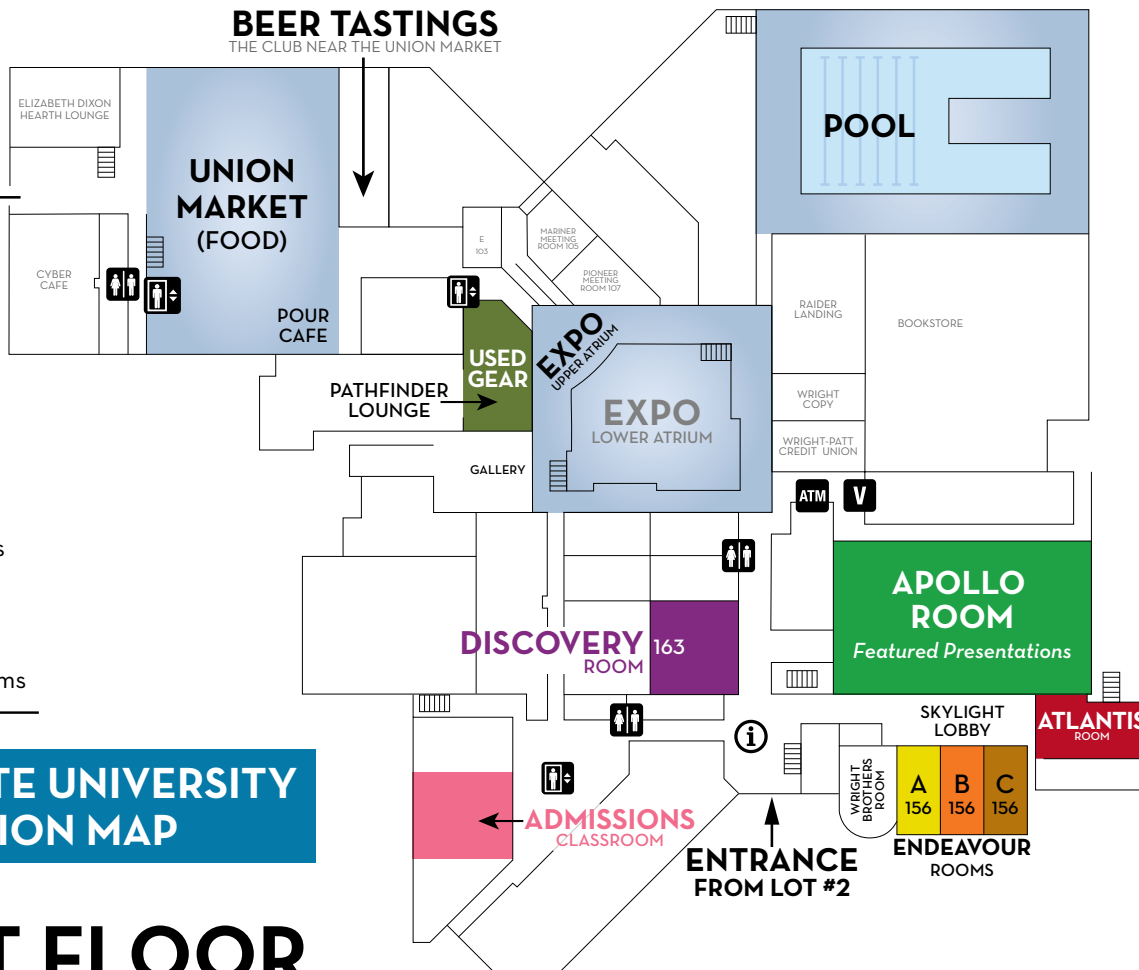 BEER TASTINGS
THE CLUB NEAR THE UNION MARKET
ELIZABETH DIXON
HEARTH LOUNGE
UNION
MARKET
(FOOD)
POOL
CYBER
CAFE
E
103
MARINER
MEETING
ROOM 105
PIONEER
MEETING
ROOM 107
POUR
CAFE
RAIDER
LANDING
BOOKSTORE
EXPO
UPPER ATRIUM
USED
GEAR
PATHFINDER
LOUNGE
EXPO
LOWER ATRIUM
WRIGHT
COPY
WRIGHT-PATT
CREDIT UNION
GALLERY
ATM
V
s
APOLLO
ROOM
Featured Presentations
DISCOVERY
ROOM
163
ms
SKYLIGHT
LOBBY
ATLANTIS
ROOM
i
WRIGHT
BROTHERS
ROOM
A
156
B
156
C
156
ENDEAVOUR
ROOMS
TE UNIVERSITY
ION MAP
ADMISSIONS
CLASSROOM
ENTRANCE
FROM LOT #2
T FLOOR